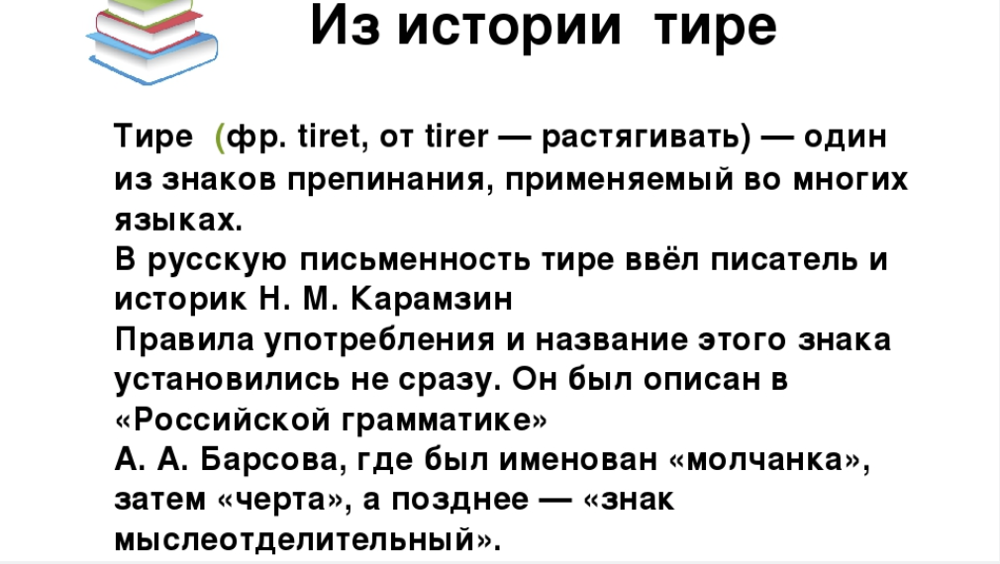 Из истории тире
Тире (фр. tiret, от tirer — растягивать) — один
из знаков препинания, применяемый во многих
языках.
В русскую письменность тире ввёл писатель и
историк Н. М. Карамзин
Правила употребления и название этого знака
установились не сразу. Он был описан в
«Российской грамматике»
А. А. Барсова, где был именован «молчанка»,
затем «черта», а позднее — «знак
мыслеотделительный».